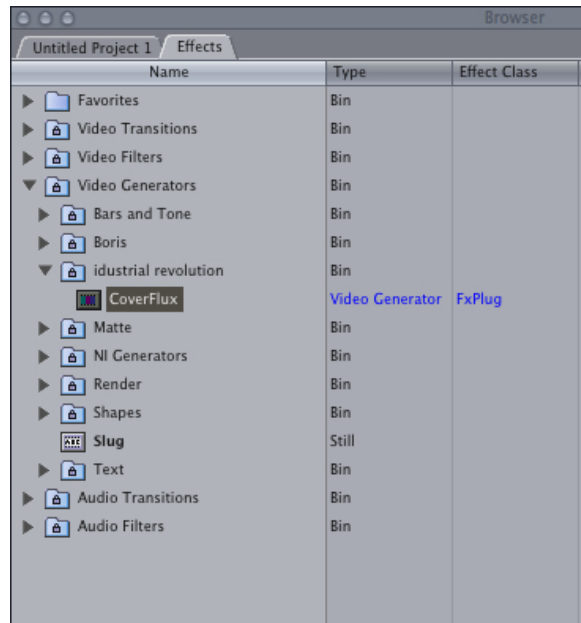 Browser
Untitled Project 1 Effects
Name Type Effect Class
Favorites Bin
Video Transitions Bin
Video Filters Bin
Video Generators Bin
Bars and Tone Bin
Boris Bin
idustrial revolution Bin
CoverFlux Video Generator FxPlug
Matte Bin
NI Generators Bin
Render Bin
Shapes Bin
Slug Still
Text Bin
Audio Transitions Bin
Audio Filters Bin